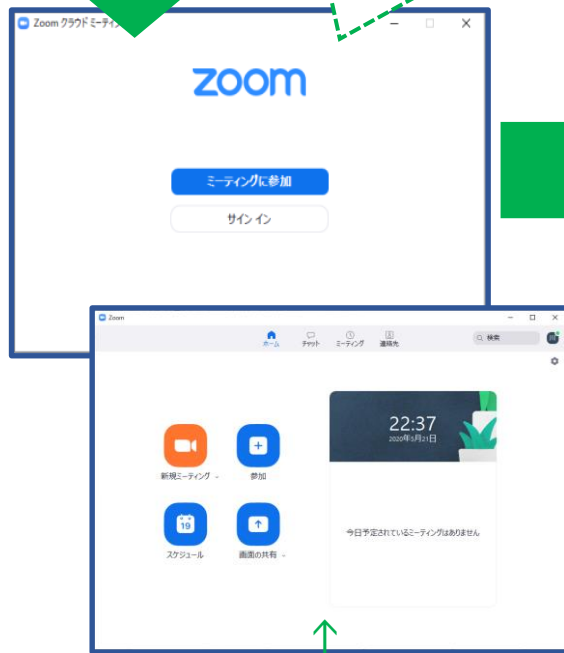 Zoom クラウド ミーティン
zoom
ミーティングに参加
サイン イン
Zoom
ホーム
チャット
ミーティング
連絡先
検索
22:37
2020年5月21日
新規ミーティング
参加
19
スケジュール
画面の共有
今日予定されているミーティングはありません